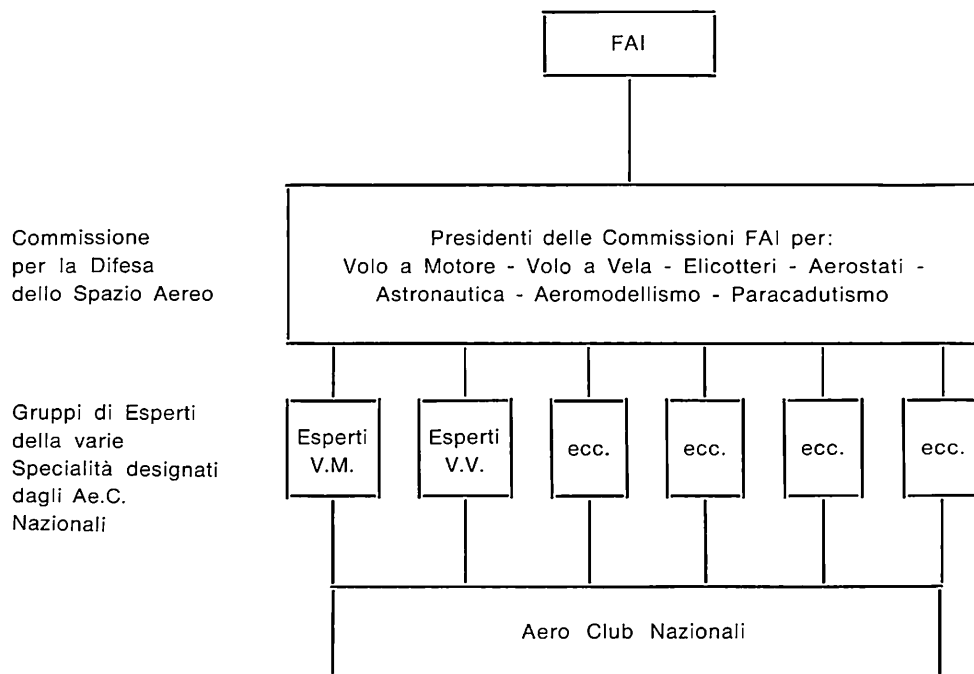 FAI
Commissione
per la Difesa
dello Spazio Aereo
Presidenti delle Commissioni FAI per:
Volo a Motore - Volo a Vela - Elicotteri - Aerostati -
Astronautica - Aeromodellismo - Paracadutismo
Gruppi di Esperti
della varie
Specialità designati
dagli Ae.C.
Nazionali
Esperti
V.M.
Esperti
V.V.
ecc.
ecc.
ecc.
ecc.
Aero Club Nazionali